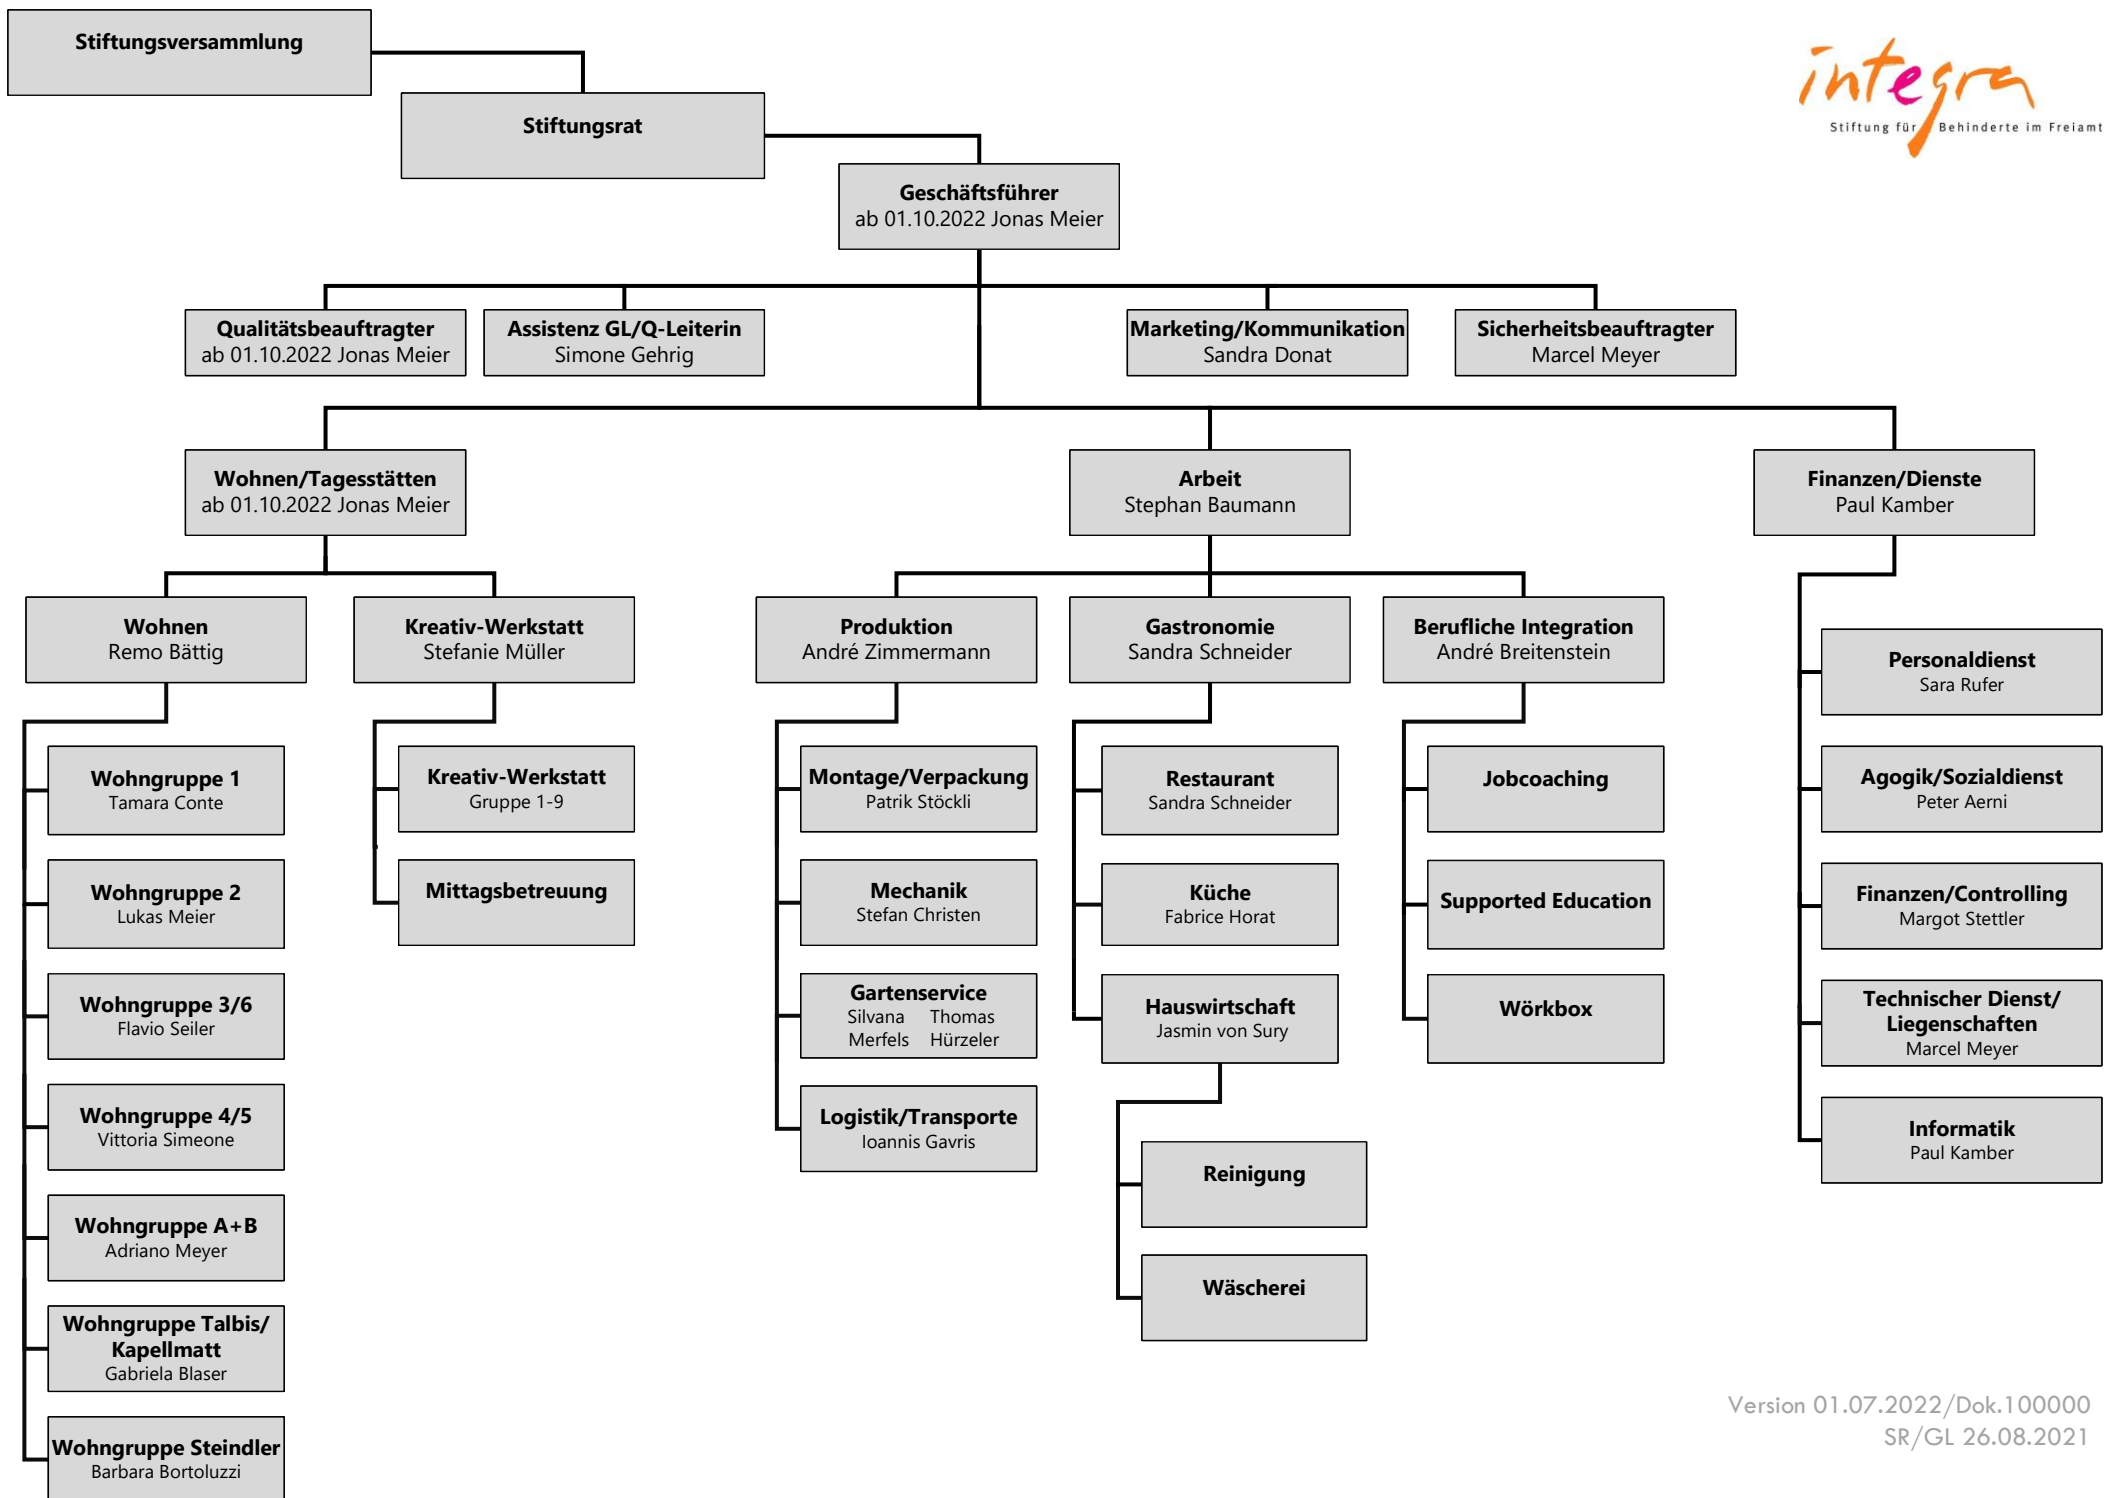 Stiftungsversammlung
integra
Stiftung für Behinderte im Freiamt
Stiftungsrat
Geschäftsführer
ab 01.10.2022 Jonas Meier
Qualitätsbeauftragter
ab 01.10.2022 Jonas Meier
Assistenz GL/Q-Leiterin
Simone Gehrig
Marketing/Kommunikation
Sandra Donat
Sicherheitsbeauftragter
Marcel Meyer
Wohnen/Tagesstätten
ab 01.10.2022 Jonas Meier
Arbeit
Stephan Baumann
Finanzen/Dienste
Paul Kamber
Wohnen
Remo Bättig
Kreativ-Werkstatt
Stefanie Müller
Produktion
André Zimmermann
Gastronomie
Sandra Schneider
Berufliche Integration
André Breitenstein
Wohngruppe 1
Tamara Conte
Wohngruppe 2
Lukas Meier
Wohngruppe 3/6
Flavio Seiler
Wohngruppe 4/5
Vittoria Simeone
Wohngruppe A+B
Adriano Meyer
Wohngruppe Talbis/
Kapellmatt
Gabriela Blaser
Wohngruppe Steindler
Barbara Bortoluzzi
Kreativ-Werkstatt
Gruppe 1-9
Mittagsbetreuung
Montage/Verpackung
Patrik Stöckli
Mechanik
Stefan Christen
Gartenservice
Silvana Thomas
Merfels Hürzeler
Logistik/Transporte
Ioannis Gavris
Restaurant
Sandra Schneider
Küche
Fabrice Horat
Hauswirtschaft
Jasmin von Sury
Reinigung
Wäscherei
Jobcoaching
Supported Education
Wörkbox
Personaldienst
Sara Rufer
Agogik/Sozialdienst
Peter Aerni
Finanzen/Controlling
Margot Stettler
Technischer Dienst/
Liegenschaften
Marcel Meyer
Informatik
Paul Kamber
Version 01.07.2022/Dok.100000
SR/GL 26.08.2021